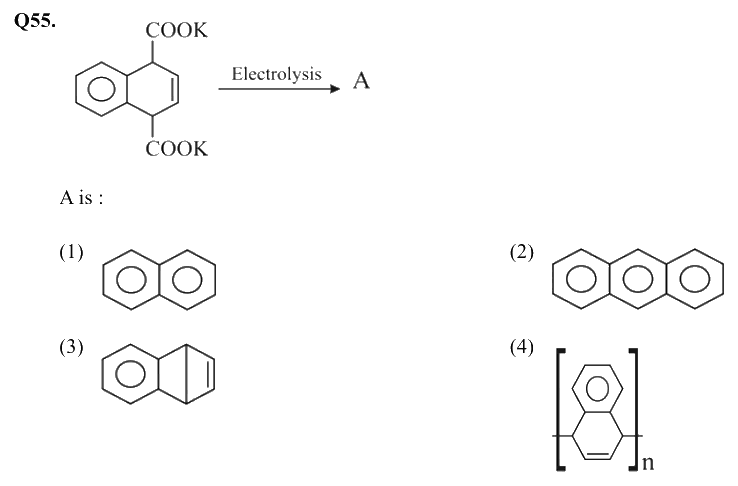 Q55.
COOK
Electrolysis
A
COOK
A is :
(1)
(2)
(3)
(4)
n